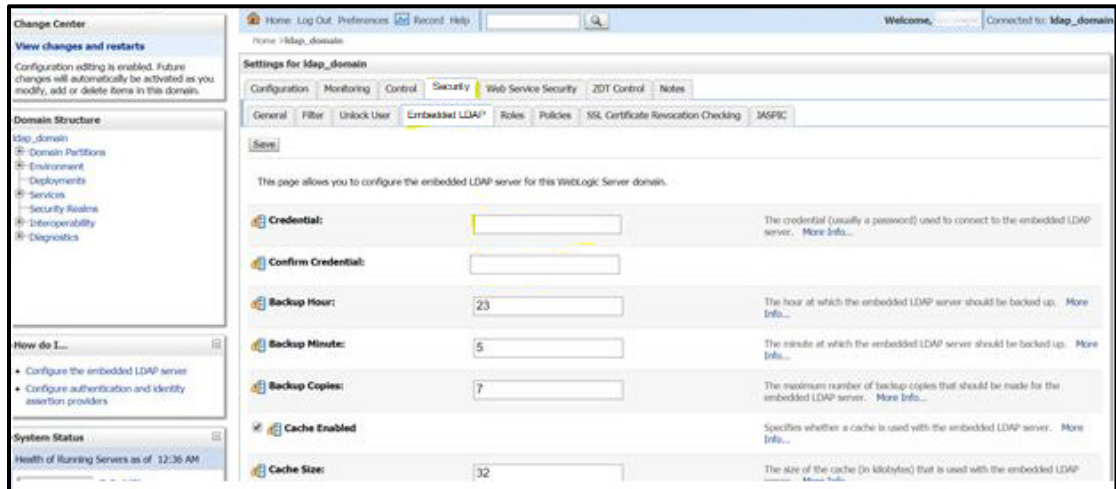 Change Center
View changes and restarts
Configuration editing is enabled. Future
changes will automatically be activated as you
modify, add or delete items in this domain.
Domain Structure
ldap_domain
Domain Partitions
Environment
Deployments
Services
Security Realms
Interoperability
Diagnostics
How do I...
Configure the embedded LDAP server
Configure authentication and identity
assertion providers
System Status
Health of Running Servers as of 12:36 AM
Home Log Out Preferences Record Help
Welcome,
Connected to: ldap_domain
Home >ldap_domain
Settings for ldap_domain
Configuration Monitoring Control Security Web Service Security ZDT Control Notes
General Filter Unlock User Embedded LDAP Roles Policies SSL Certificate Revocation Checking JASPIC
Save
This page allows you to configure the embedded LDAP server for this WebLogic Server domain.
Credential:
The credential (usually a password) used to connect to the embedded LDAP
server. More Info...
Confirm Credential:
Backup Hour:
23
The hour at which the embedded LDAP server should be backed up. More
Info...
Backup Minute:
5
The minute at which the embedded LDAP server should be backed up. More
Info...
Backup Copies:
7
The maximum number of backup copies that should be made for the
embedded LDAP server. More Info...
Cache Enabled
Specifies whether a cache is used with the embedded LDAP server. More
Info...
Cache Size:
32
The size of the cache (in kilobytes) that is used with the embedded LDAP